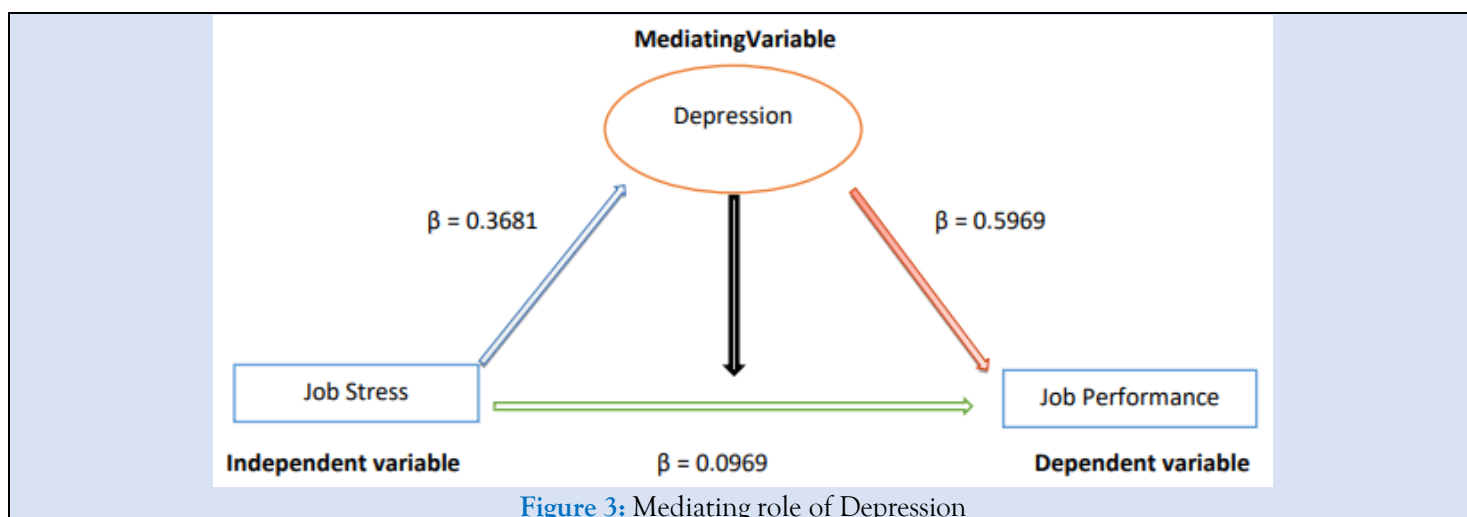 MediatingVariable
Depression
β = 0.3681
β = 0.5969
Job Stress
Job Performance
Independent variable
β = 0.0969
Dependent variable
Figure 3: Mediating role of Depression